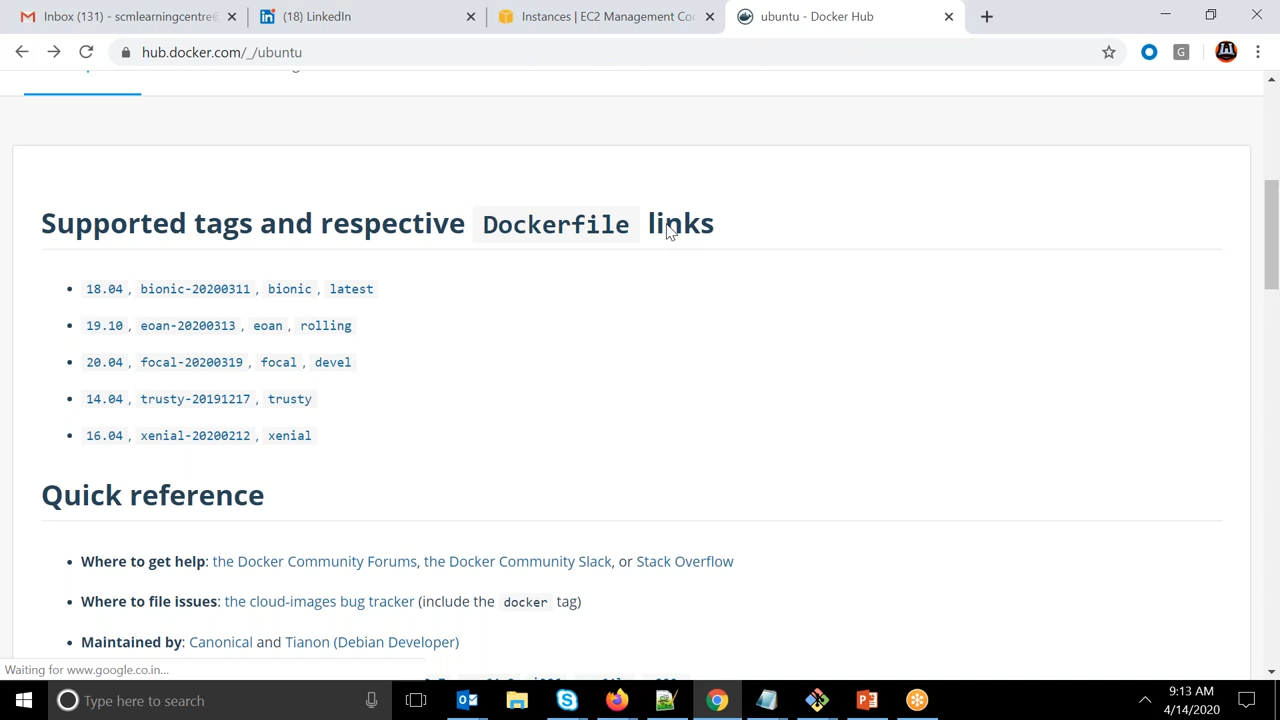 Inbox (131) - scmlearningcentre@
(18) LinkedIn
Instances | EC2 Management Co
ubuntu - Docker Hub
hub.docker.com/_/ubuntu
Supported tags and respective Dockerfile links
18.04, bionic-20200311, bionic, latest
19.10, eoan-20200313, eoan, rolling
20.04, focal-20200319, focal, devel
14.04, trusty-20191217, trusty
16.04, xenial-20200212, xenial
Quick reference
Where to get help: the Docker Community Forums, the Docker Community Slack, or Stack Overflow
Where to file issues: the cloud-images bug tracker (include the docker tag)
Maintained by: Canonical and Tianon (Debian Developer)
Waiting for www.google.co.in...
Type here to search
9:13 AM
4/14/2020